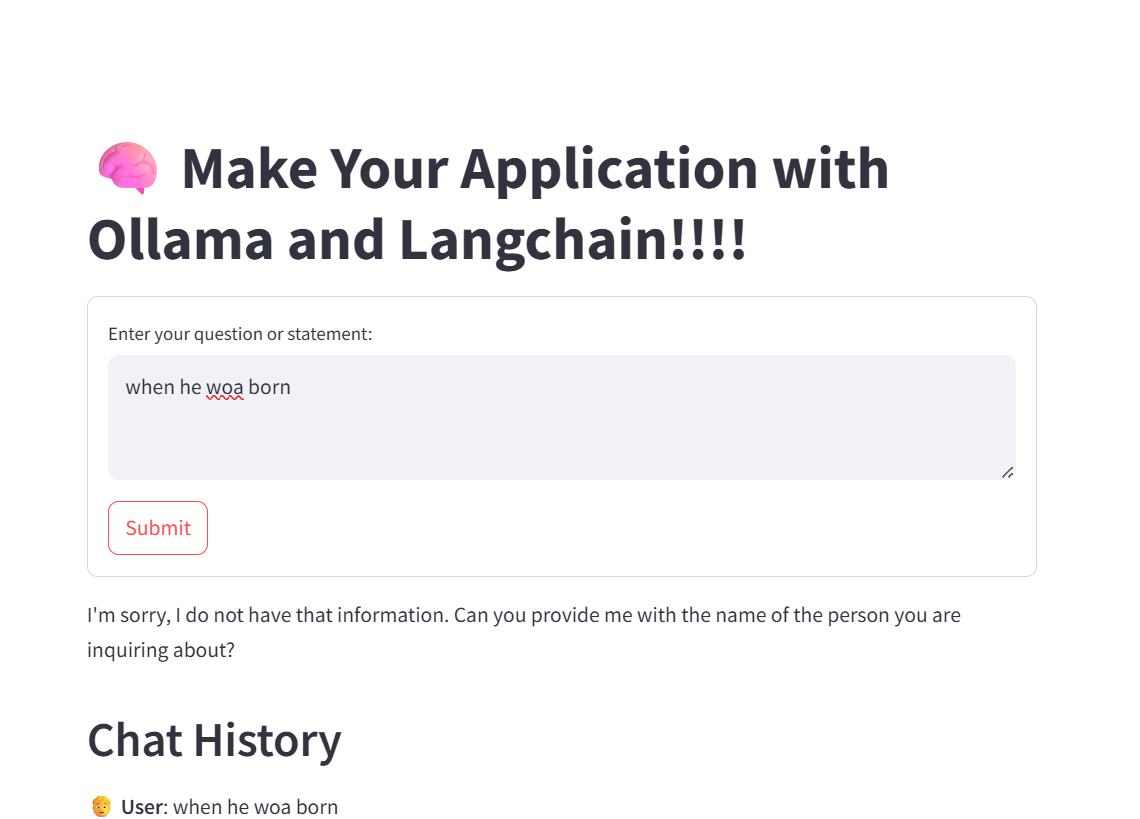 🧠 Make Your Application with
Ollama and Langchain!!!!
Enter your question or statement:
when he woa born
Submit
I'm sorry, I do not have that information. Can you provide me with the name of the person you are
inquiring about?
Chat History
User: when he woa born